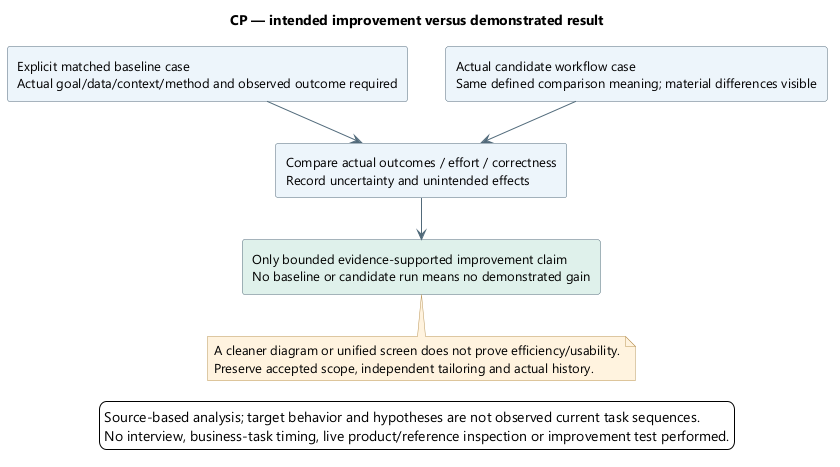 CP — intended improvement versus demonstrated result
Explicit matched baseline case
Actual goal/data/context/method and observed outcome required
Actual candidate workflow case
Same defined comparison meaning; material differences visible
Compare actual outcomes / effort / correctness
Record uncertainty and unintended effects
Only bounded evidence-supported improvement claim
No baseline or candidate run means no demonstrated gain
A cleaner diagram or unified screen does not prove efficiency/usability.
Preserve accepted scope, independent tailoring and actual history.
Source-based analysis; target behavior and hypotheses are not observed current task sequences.
No interview, business-task timing, live product/reference inspection or improvement test performed.